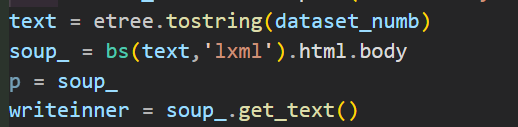 text = etree.tostring(dataset_numb)
soup_ = bs(text,'lxml').html.body
p = soup_
writeinner = soup_.get_text()